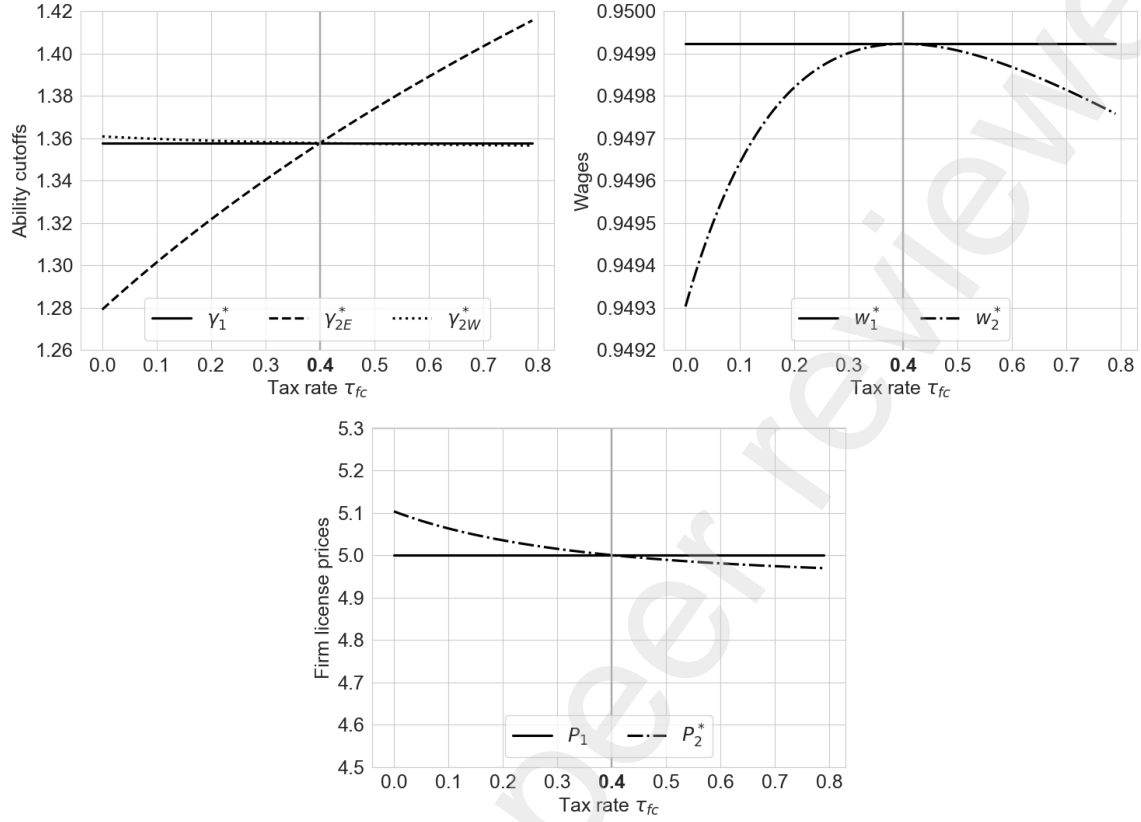 1.42
1.40
1.38
1.36
1.34
1.32
1.30
1.28
1.26
Ability cutoffs
γ₁* γ₂E* γ₂W*
0.0 0.1 0.2 0.3 0.4 0.5 0.6 0.7 0.8
Tax rate τfc
0.9500
0.9499
0.9498
0.9497
0.9496
0.9495
0.9494
0.9493
0.9492
Wages
w₁* w₂*
0.0 0.1 0.2 0.3 0.4 0.5 0.6 0.7 0.8
Tax rate τfc
5.3
5.2
5.1
5.0
4.9
4.8
4.7
4.6
4.5
Firm license prices
P₁ P₂*
0.0 0.1 0.2 0.3 0.4 0.5 0.6 0.7 0.8
Tax rate τfc
peer reviewe